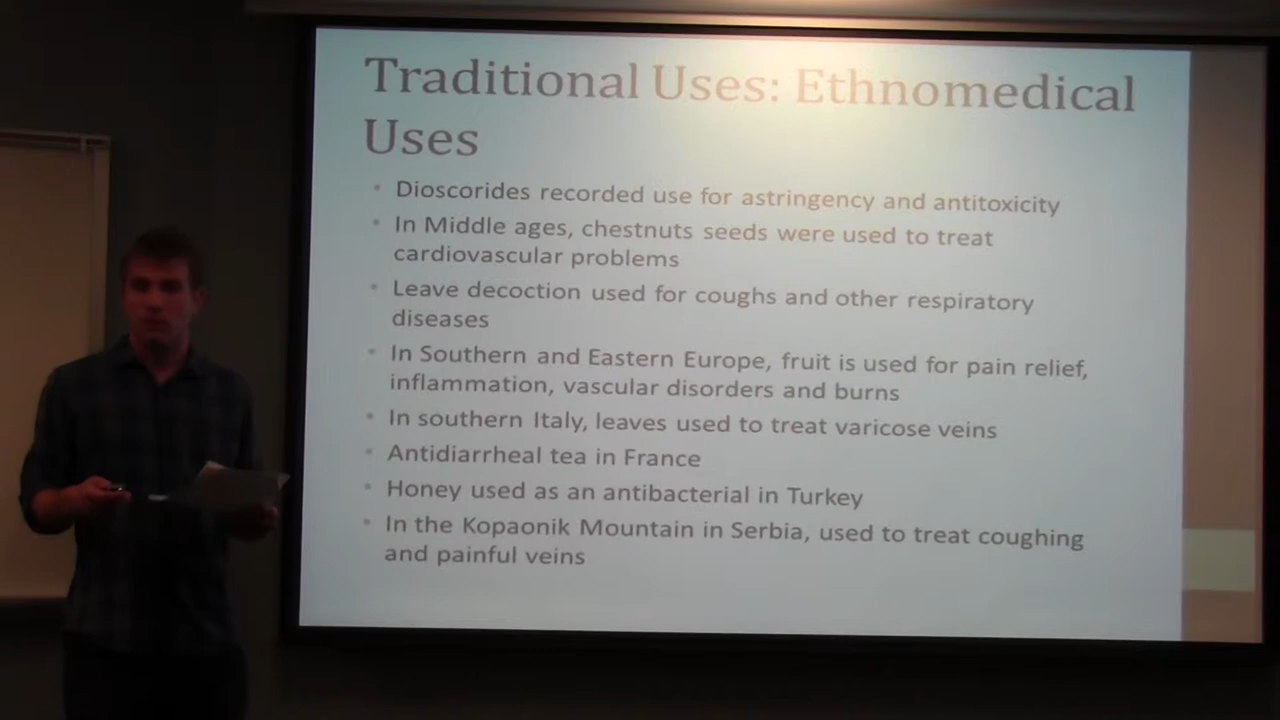 Traditional Uses: Ethnomedical
Uses
• Dioscorides recorded use for astringency and antitoxicity
• In Middle ages, chestnuts seeds were used to treat
cardiovascular problems
• Leave decoction used for coughs and other respiratory
diseases
• In Southern and Eastern Europe, fruit is used for pain relief,
inflammation, vascular disorders and burns
• In southern Italy, leaves used to treat varicose veins
• Antidiarrheal tea in France
• Honey used as an antibacterial in Turkey
• In the Kopaonik Mountain in Serbia, used to treat coughing
and painful veins